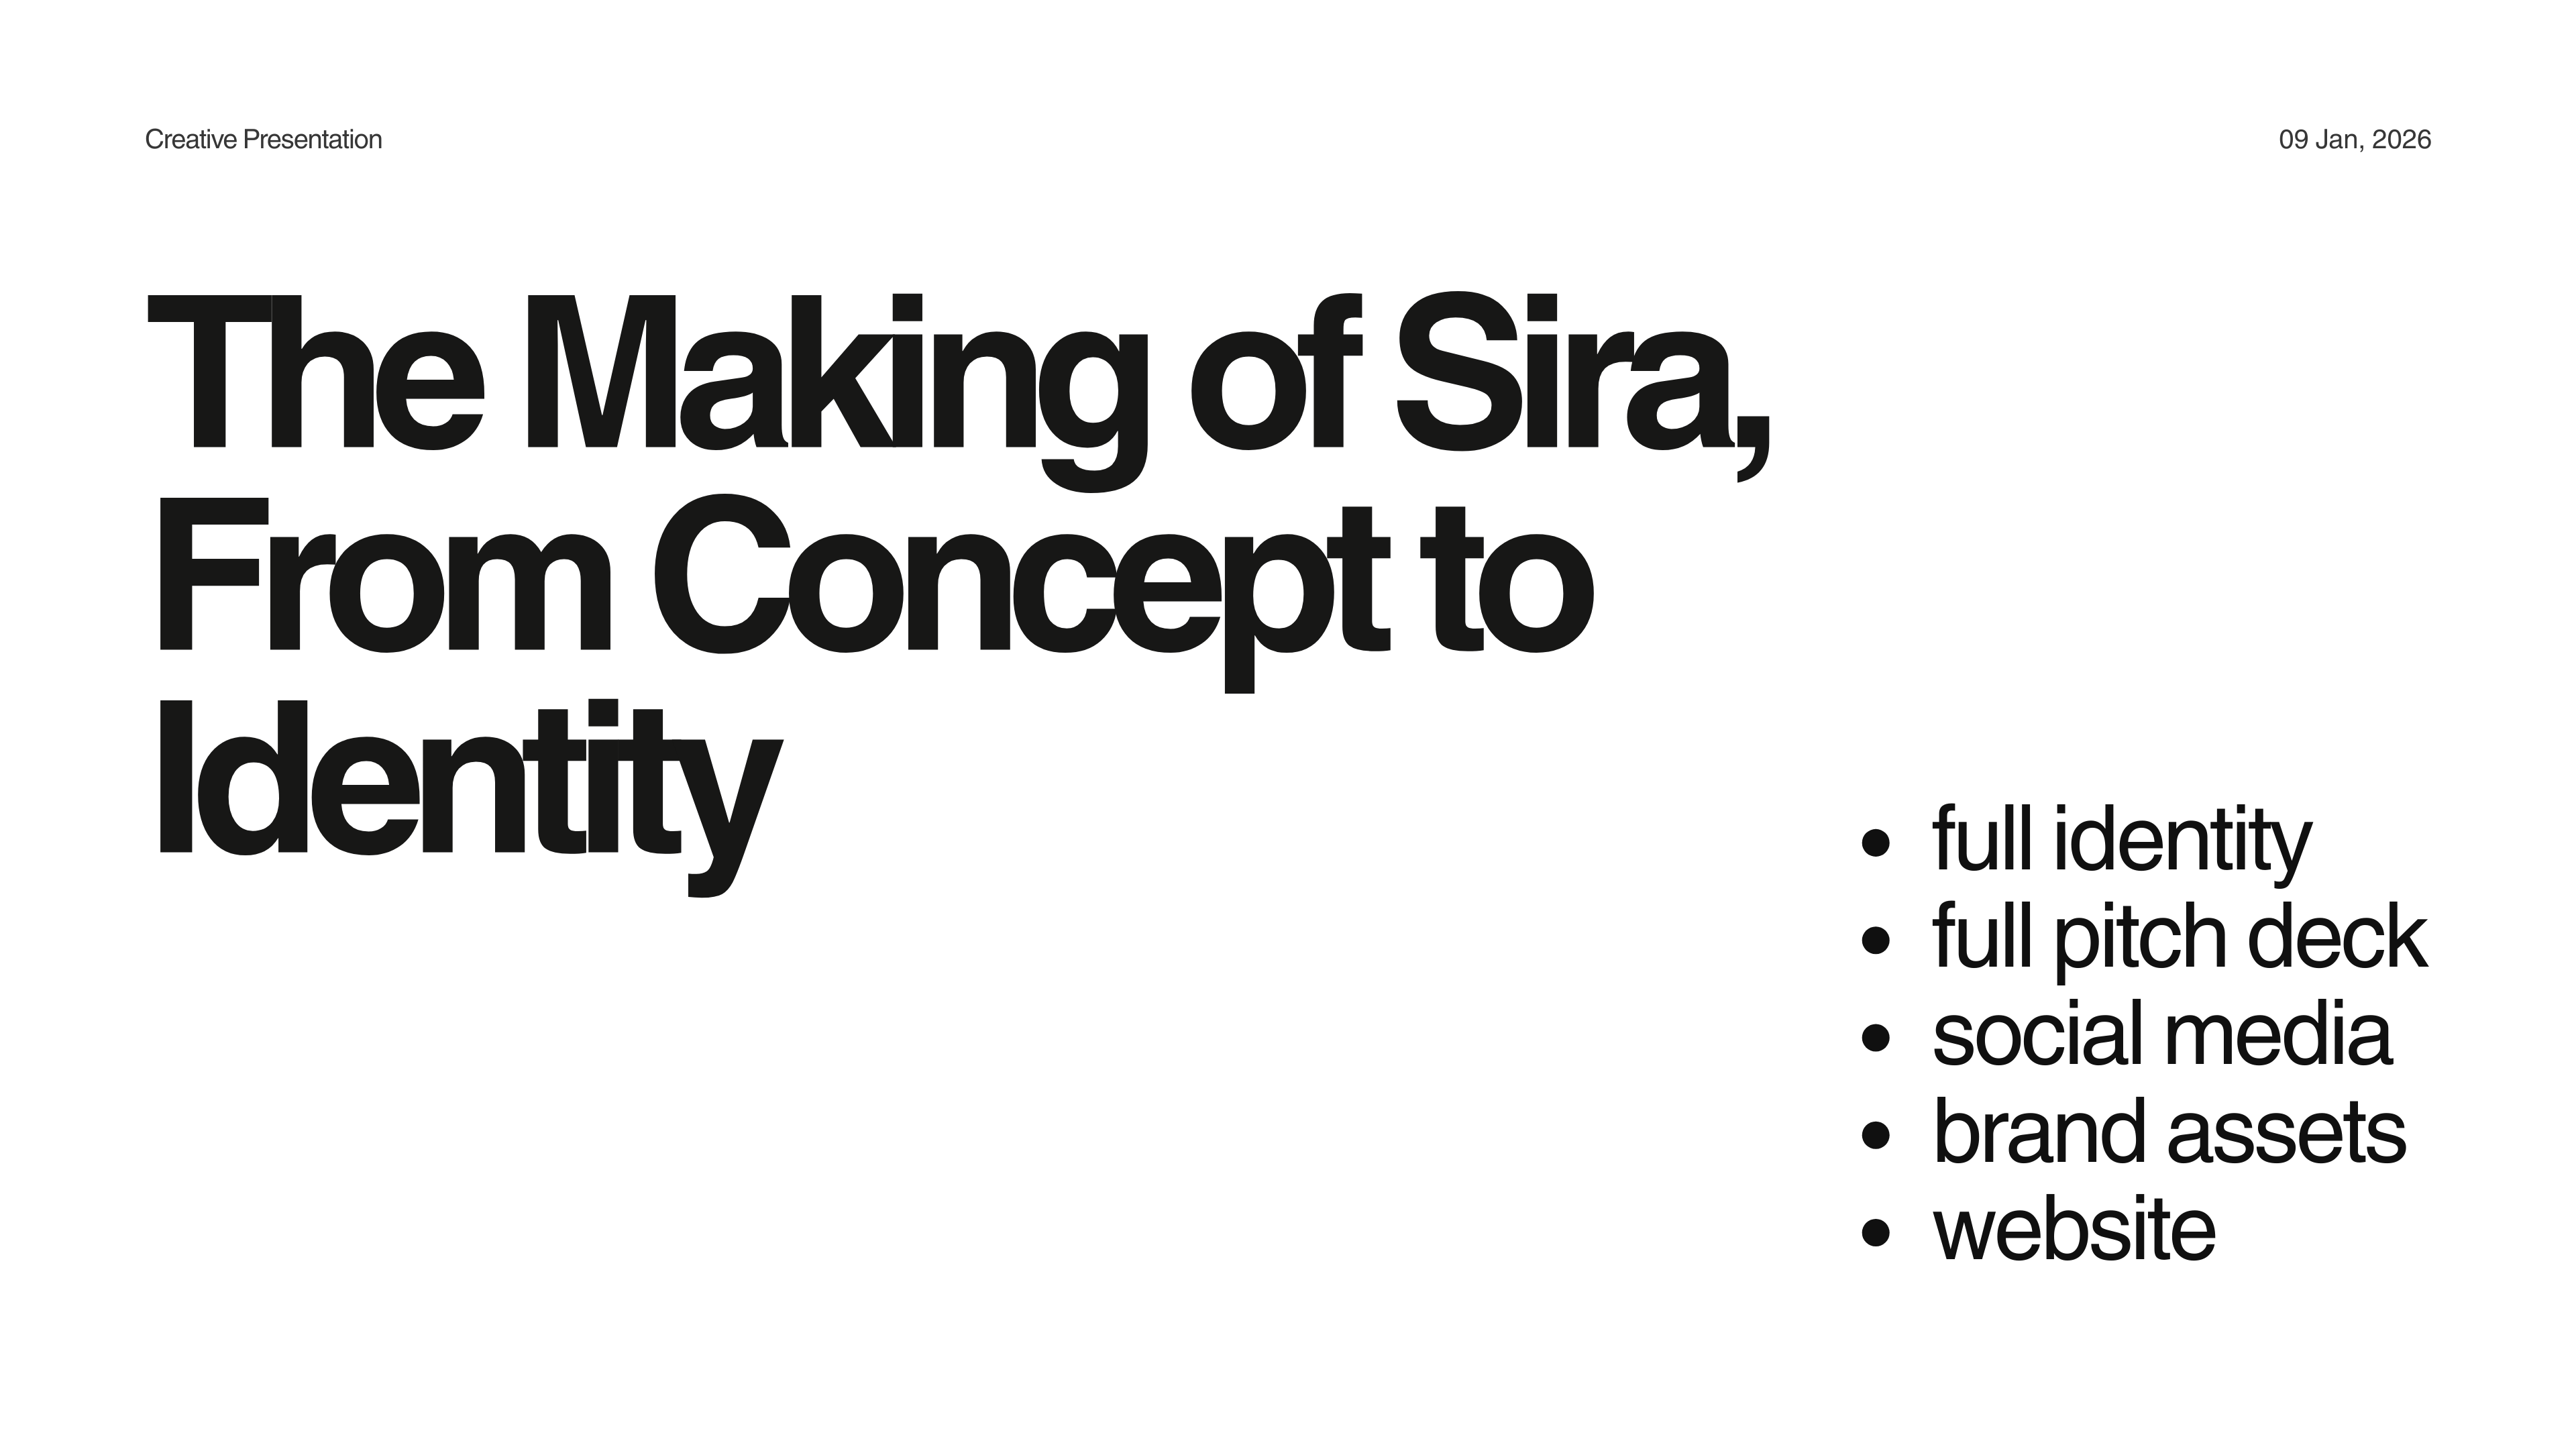 Creative Presentation
09 Jan, 2026
The Making of Sira,
From Concept to
Identity
• full identity
• full pitch deck
• social media
• brand assets
• website